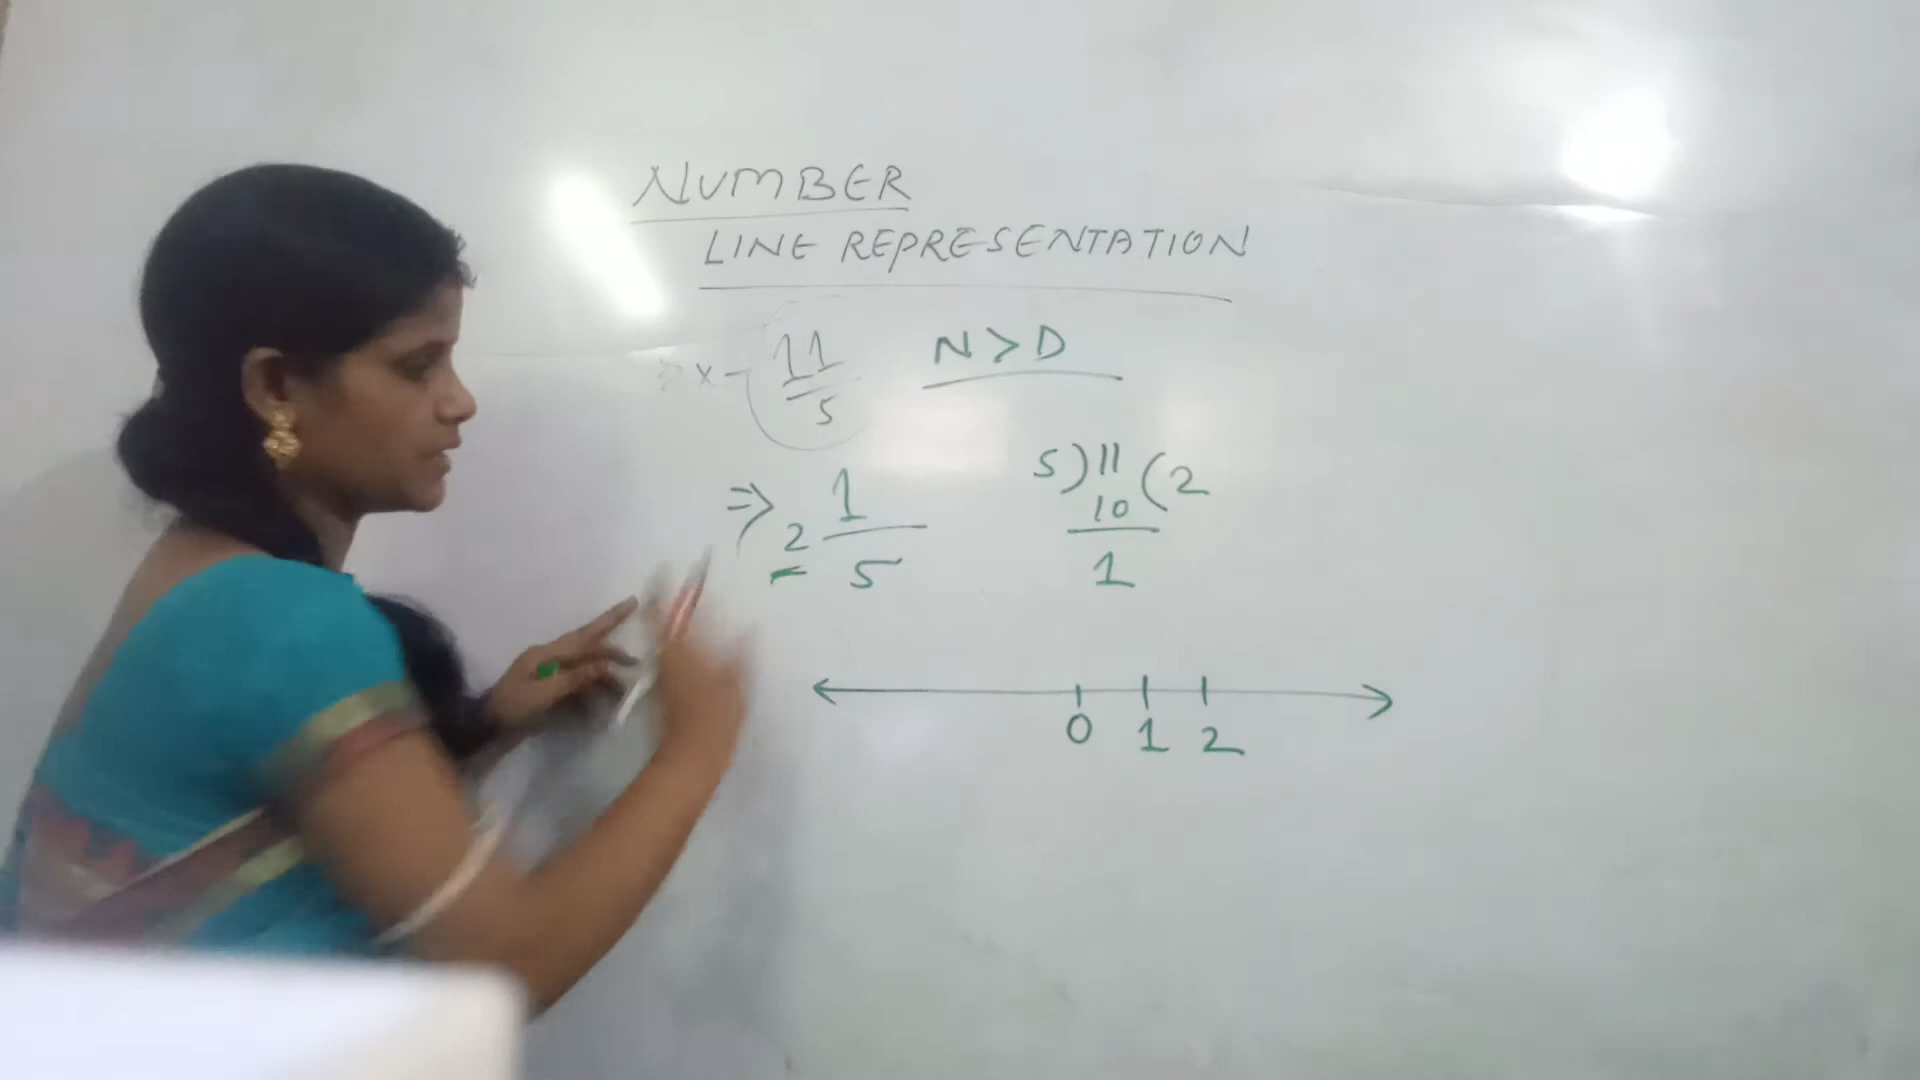 NUMBER
LINE REPRESENTATION
x - 11/5 N > D
⇒ 2 1/5
5 ) 11 ( 2
10
1
0 1 2